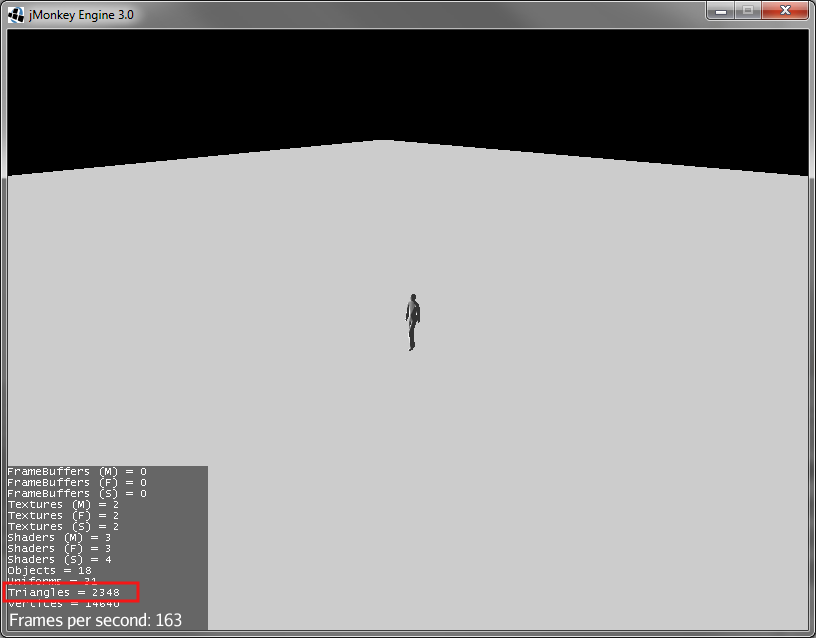 jMonkey Engine 3.0
FrameBuffers (M) = 0
FrameBuffers (F) = 0
FrameBuffers (S) = 0
Textures (M) = 2
Textures (F) = 2
Textures (S) = 2
Shaders (M) = 3
Shaders (F) = 3
Shaders (S) = 4
Objects = 18
Uniforms = 31
Triangles = 2348
Vertices = 14640
Frames per second: 163